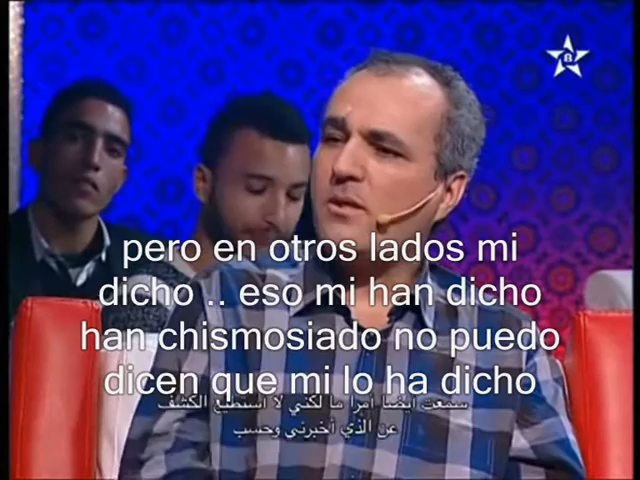 8
pero en otros lados mi
dicho .. eso mi han dicho
han chismosiado no puedo
dicen que mi lo ha dicho
سمعت أيضا أمرا ما لكني لا أستطيع الكشف
عن الذي أخبرني وحسب